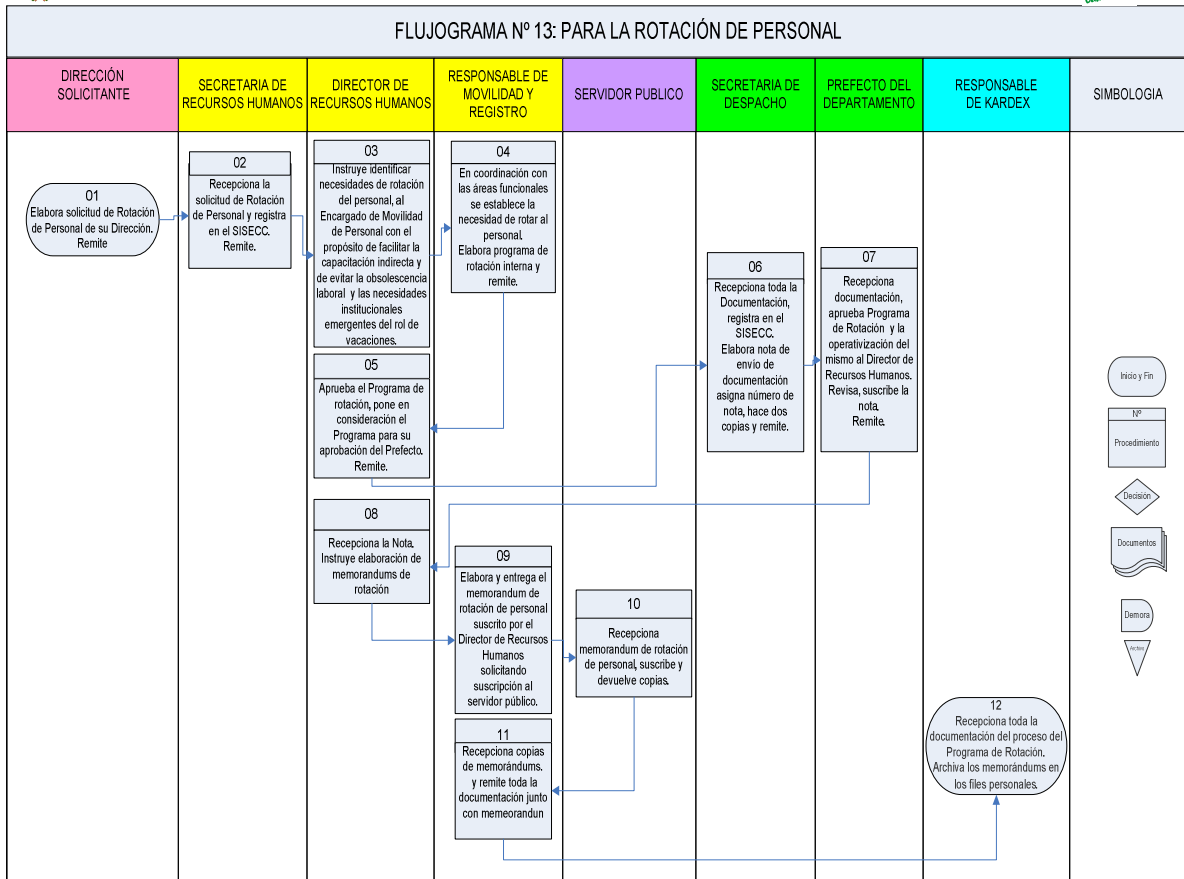 FLUJOGRAMA Nº 13: PARA LA ROTACIÓN DE PERSONAL
DIRECCIÓN
SOLICITANTE
SECRETARIA DE
RECURSOS HUMANOS
DIRECTOR DE
RECURSOS HUMANOS
RESPONSABLE DE
MOVILIDAD Y
REGISTRO
SERVIDOR PUBLICO
SECRETARIA DE
DESPACHO
PREFECTO DEL
DEPARTAMENTO
RESPONSABLE
DE KARDEX
SIMBOLOGIA
01
Elabora solicitud de Rotación
de Personal de su Dirección.
Remite
02
Recepciona la
solicitud de Rotación
de Personal y registra
en el SISECC.
Remite.
03
Instruye identificar
necesidades de rotación
del personal, al
Encargado de Movilidad
de Personal con el
propósito de facilitar la
capacitación indirecta y
de evitar la obsolescencia
laboral y las necesidades
institucionales
emergentes del rol de
vacaciones.
04
En coordinación con
las áreas funcionales
se establece la
necesidad de rotar al
personal.
Elabora programa de
rotación interna y
remite.
05
Aprueba el Programa de
rotación, pone en
consideración el
Programa para su
aprobación del Prefecto.
Remite.
06
Recepciona toda la
Documentación,
registra en el
SISECC.
Elabora nota de
envío de
documentación
asigna número de
nota, hace dos
copias y remite.
07
Recepciona
documentación,
aprueba Programa
de Rotación y la
operativización del
mismo al Director de
Recursos Humanos.
Revisa, suscribe la
nota.
Remite.
08
Recepciona la Nota.
Instruye elaboración de
memorandums de
rotación
09
Elabora y entrega el
memorandum de
rotación de personal
suscrito por el
Director de Recursos
Humanos
solicitando
suscripción al
servidor público.
10
Recepciona
memorandum de rotación
de personal, suscribe y
devuelve copias.
11
Recepciona copias
de memorándums.
y remite toda la
documentación junto
con memeorandun
12
Recepciona toda la
documentación del proceso del
Programa de Rotación.
Archiva los memorándums en
los files personales.
Inicio y Fin
Nº
Procedimiento
Decisión
Documentos
Demora
Archivo